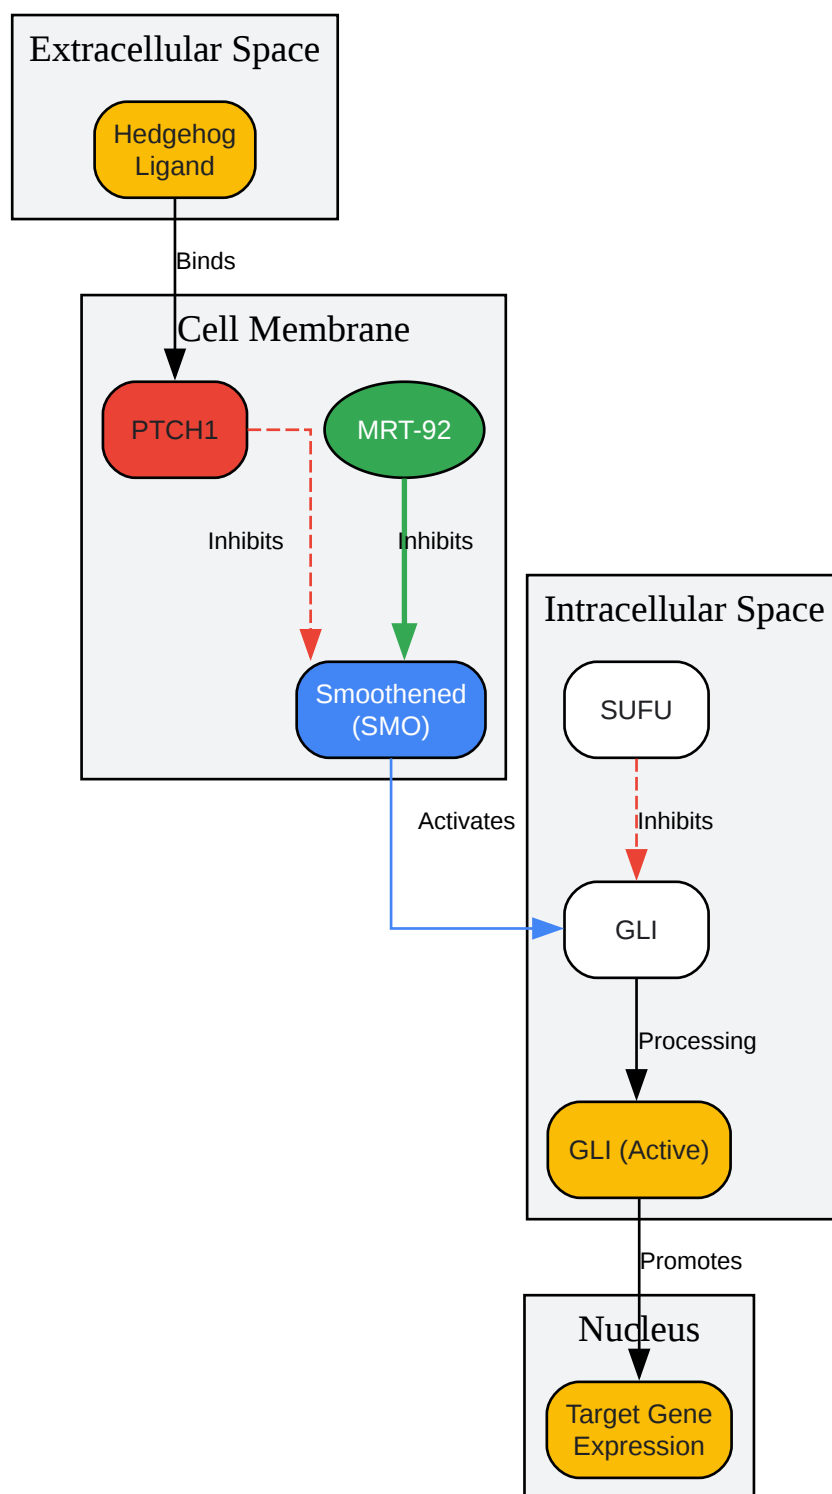 Extracellular Space
Hedgehog
Ligand
Binds
Cell Membrane
PTCH1
MRT-92
Inhibits
Inhibits
Smoothened
(SMO)
Activates
Intracellular Space
SUFU
Inhibits
GLI
Processing
GLI (Active)
Promotes
Nucleus
Target Gene
Expression